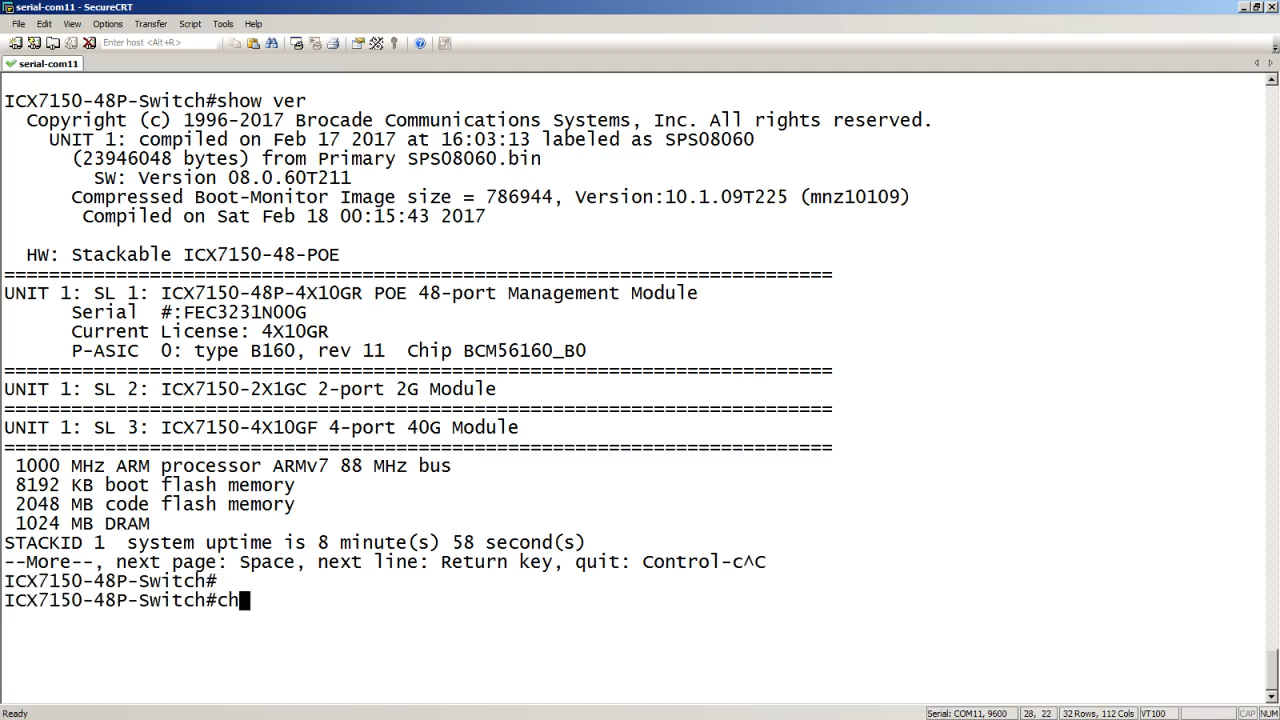 serial-com11 - SecureCRT
File Edit View Options Transfer Script Tools Help
Enter host <Alt+R>
serial-com11
ICX7150-48P-Switch#show ver
  Copyright (c) 1996-2017 Brocade Communications Systems, Inc. All rights reserved.
    UNIT 1: compiled on Feb 17 2017 at 16:03:13 labeled as SPS08060
      (23946048 bytes) from Primary SPS08060.bin
        SW: Version 08.0.60T211
      Compressed Boot-Monitor Image size = 786944, Version:10.1.09T225 (mnz10109)
       Compiled on Sat Feb 18 00:15:43 2017
  HW: Stackable ICX7150-48-POE
==========================================================================
UNIT 1: SL 1: ICX7150-48P-4X10GR POE 48-port Management Module
      Serial  #:FEC3231N00G
      Current License: 4X10GR
      P-ASIC  0: type B160, rev 11  Chip BCM56160_B0
==========================================================================
UNIT 1: SL 2: ICX7150-2X1GC 2-port 2G Module
==========================================================================
UNIT 1: SL 3: ICX7150-4X10GF 4-port 40G Module
==========================================================================
 1000 MHz ARM processor ARMv7 88 MHz bus
 8192 KB boot flash memory
 2048 MB code flash memory
 1024 MB DRAM
STACKID 1  system uptime is 8 minute(s) 58 second(s)
--More--, next page: Space, next line: Return key, quit: Control-c^C
ICX7150-48P-Switch#
ICX7150-48P-Switch#ch
Ready Serial: COM11, 9600 28, 22 32 Rows, 112 Cols VT100 CAP NUM